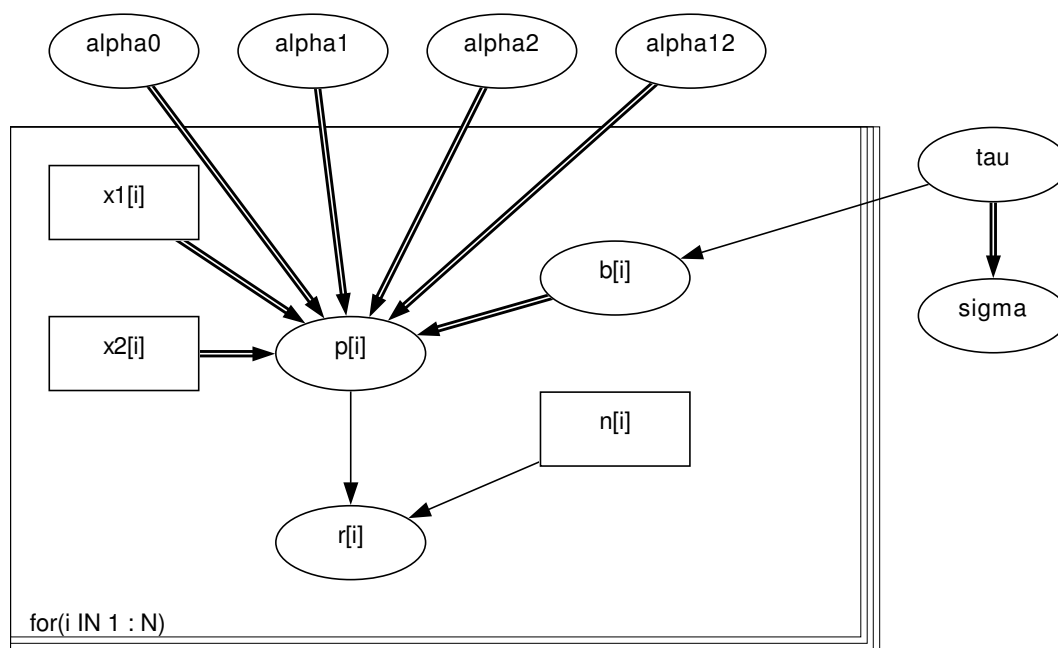 alpha0
alpha1
alpha2
alpha12
tau
x1[i]
b[i]
sigma
x2[i]
p[i]
n[i]
r[i]
for(i IN 1 : N)